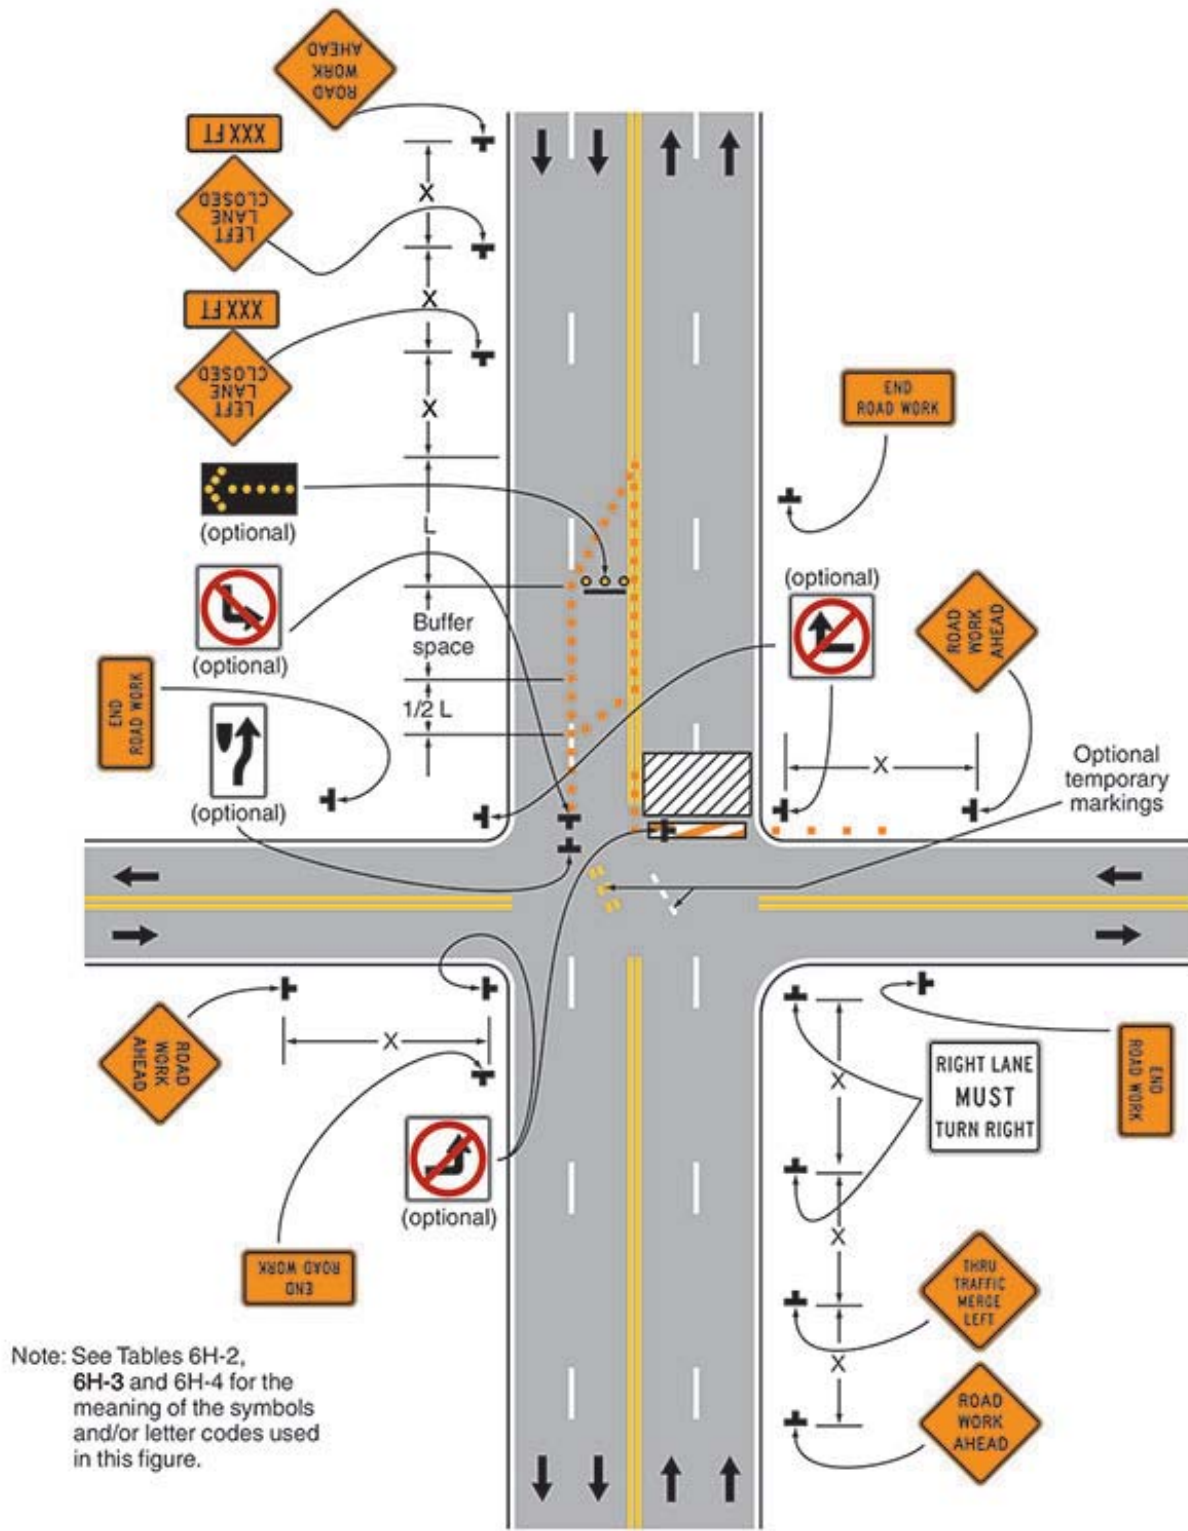 ROAD
WORK
AHEAD
XXX FT
LEFT
LANE
CLOSED
X
X
XXX FT
LEFT
LANE
CLOSED
X
END
ROAD WORK
(optional)
L
(optional)
ROAD
WORK
AHEAD
Buffer
space
(optional)
END
ROAD WORK
1/2 L
X
Optional
temporary
markings
(optional)
ROAD
WORK
AHEAD
X
X
RIGHT LANE
MUST
TURN RIGHT
END
ROAD WORK
(optional)
X
END
ROAD WORK
THRU
TRAFFIC
MERGE
LEFT
X
ROAD
WORK
AHEAD
Note: See Tables 6H-2,
6H-3 and 6H-4 for the
meaning of the symbols
and/or letter codes used
in this figure.